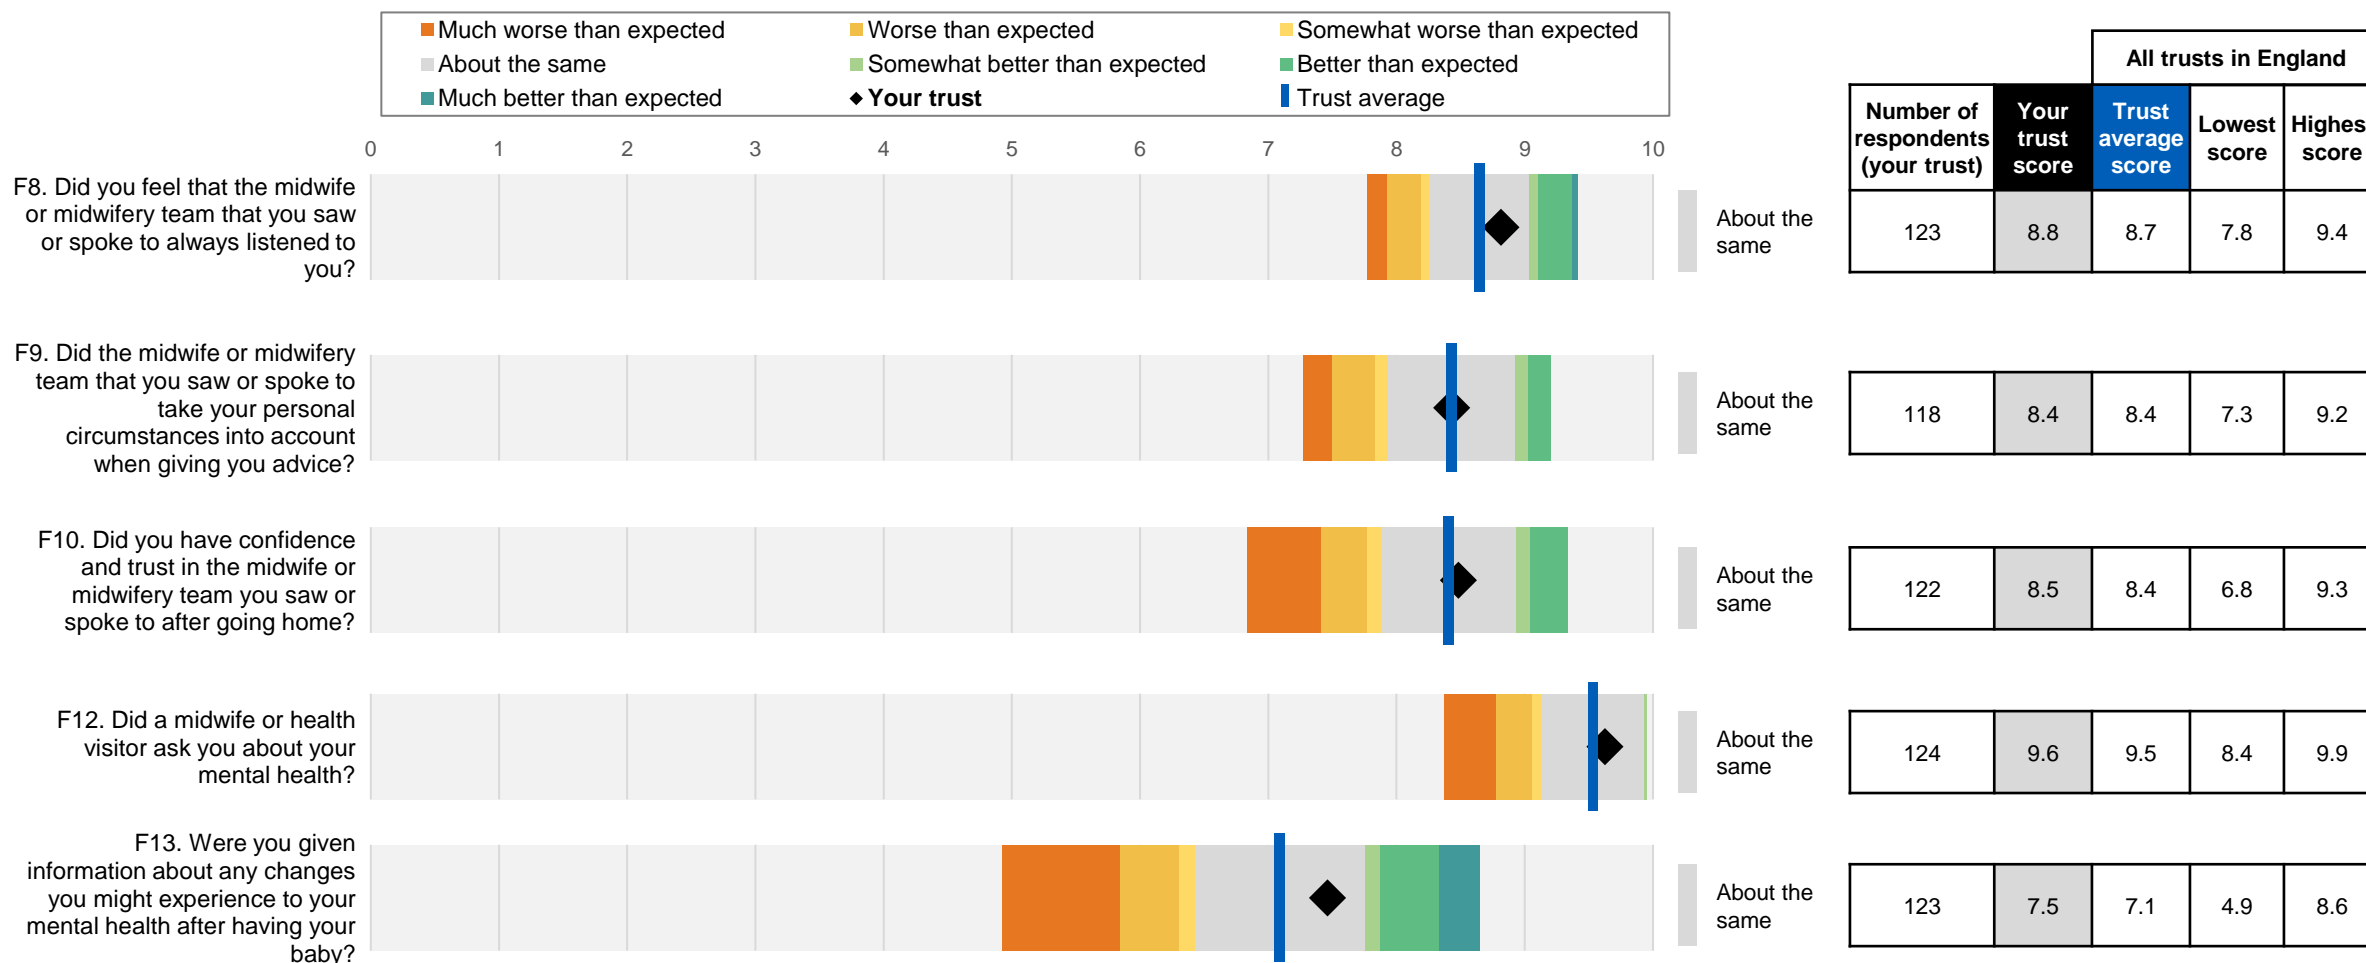 Much worse than expected
Worse than expected
Somewhat worse than expected
About the same
Somewhat better than expected
Better than expected
Much better than expected
Your trust
Trust average
All trusts in England
Number of
respondents
(your trust)
Your
trust
score
Trust
average
score
Lowest
score
Highes
score
0 1 2 3 4 5 6 7 8 9 10
F8. Did you feel that the midwife
or midwifery team that you saw
or spoke to always listened to
you?
About the
same
123 8.8 8.7 7.8 9.4
F9. Did the midwife or midwifery
team that you saw or spoke to
take your personal
circumstances into account
when giving you advice?
About the
same
118 8.4 8.4 7.3 9.2
F10. Did you have confidence
and trust in the midwife or
midwifery team you saw or
spoke to after going home?
About the
same
122 8.5 8.4 6.8 9.3
F12. Did a midwife or health
visitor ask you about your
mental health?
About the
same
124 9.6 9.5 8.4 9.9
F13. Were you given
information about any changes
you might experience to your
mental health after having your
baby?
About the
same
123 7.5 7.1 4.9 8.6